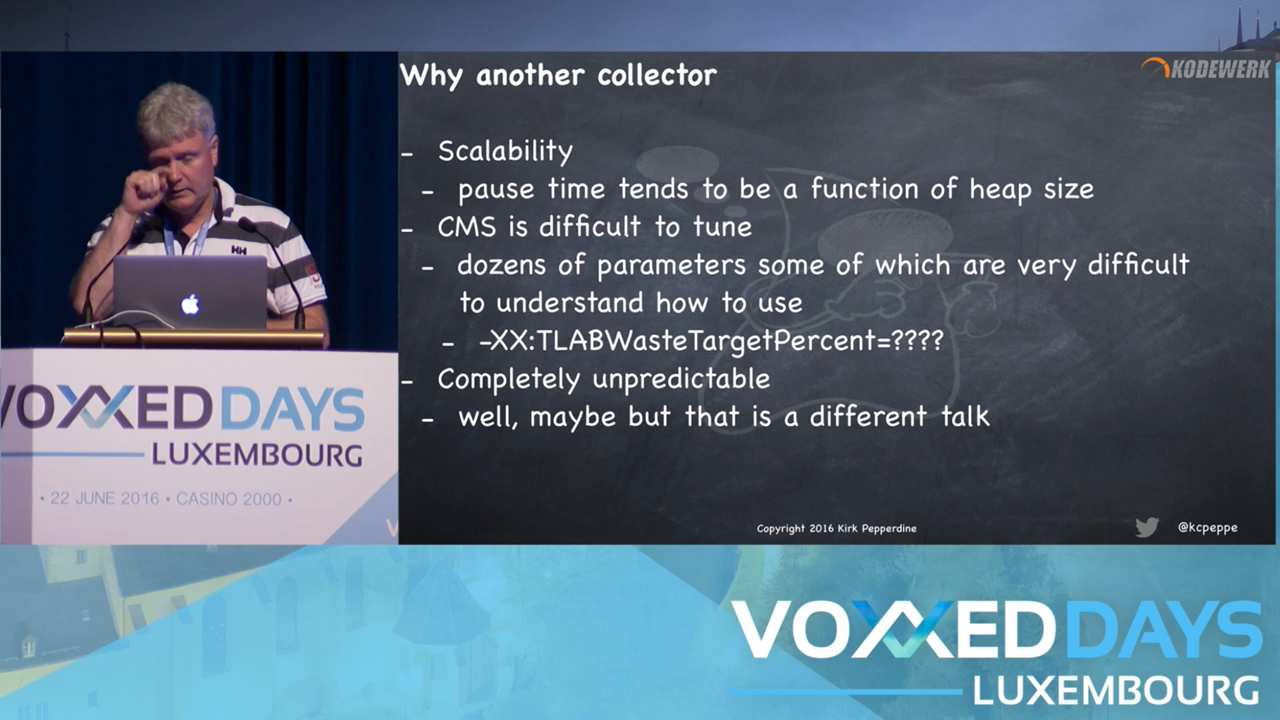 Why another collector
KODEWERK
- Scalability
- pause time tends to be a function of heap size
- CMS is difficult to tune
- dozens of parameters some of which are very difficult
to understand how to use
- -XX:TLABWasteTargetPercent=????
- Completely unpredictable
- well, maybe but that is a different talk
Copyright 2016 Kirk Pepperdine
@kcpeppe
HH
VOXXED DAYS
LUXEMBOURG
• 22 JUNE 2016 • CASINO 2000 •
VOXXED DAYS
LUXEMBOURG